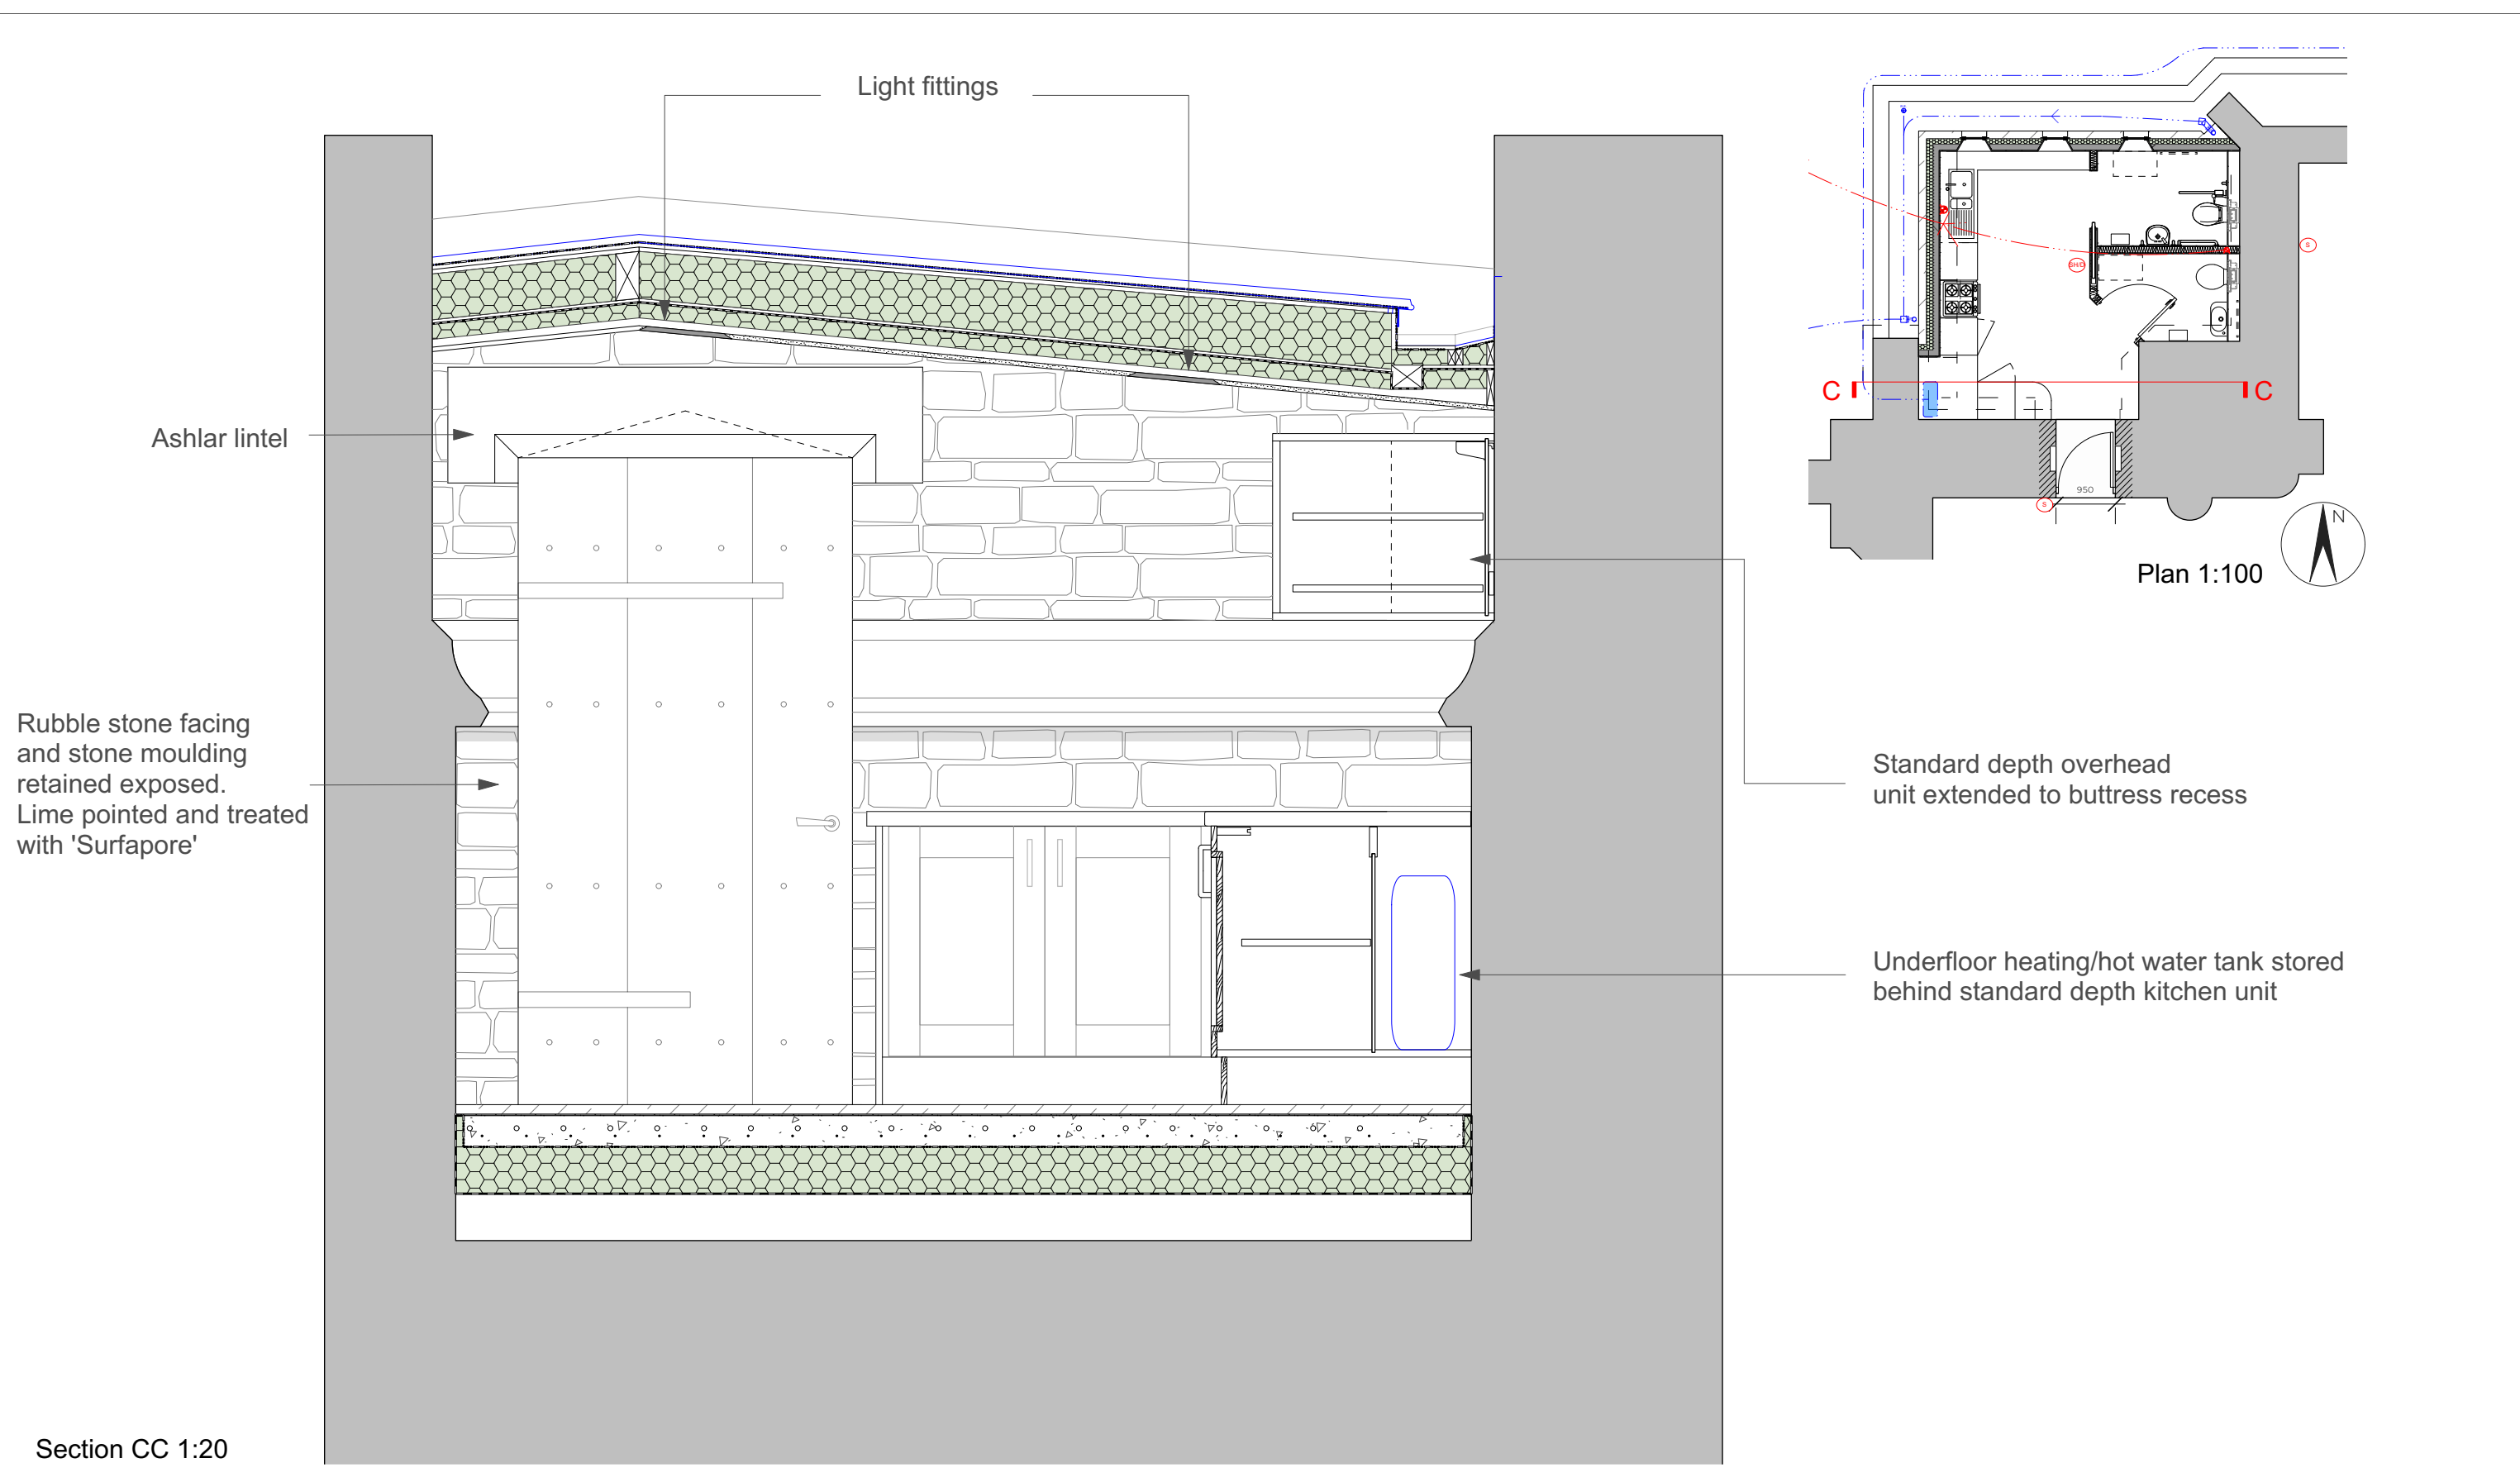 Light fittings
C
C
S
SH/D
Ashlar lintel
950
S
N
Plan 1:100
Rubble stone facing
and stone moulding
retained exposed.
Lime pointed and treated
with 'Surfapore'
Standard depth overhead
unit extended to buttress recess
Underfloor heating/hot water tank stored
behind standard depth kitchen unit
Section CC 1:20